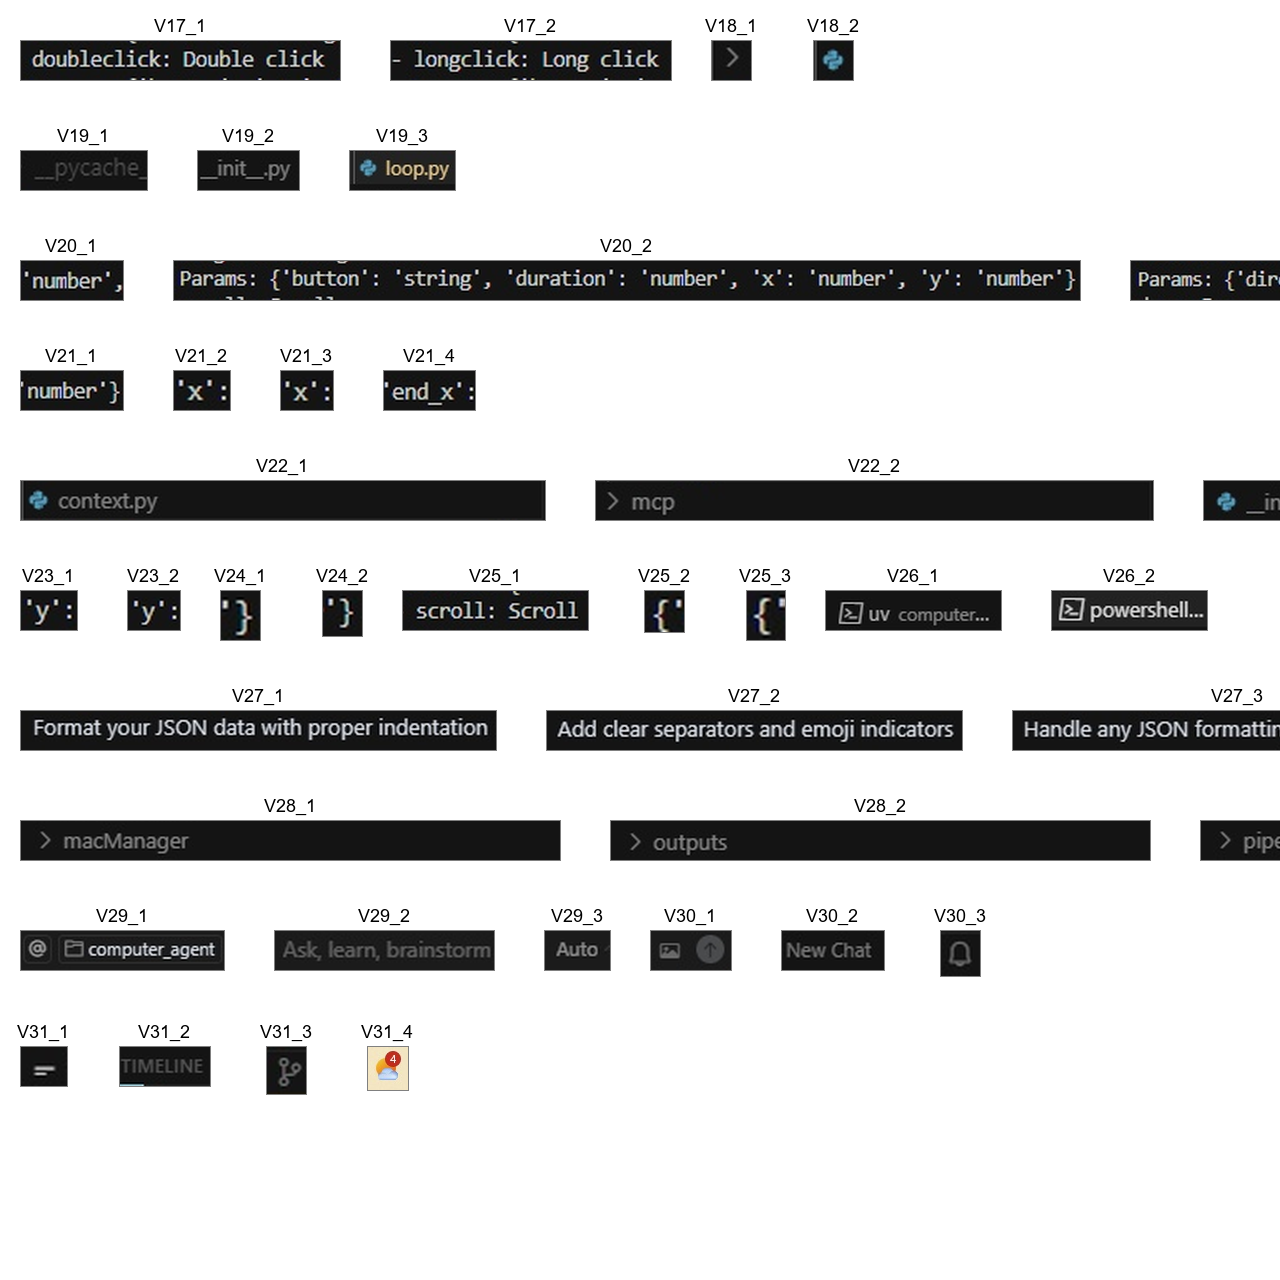 V17_1 V17_2 V18_1 V18_2
doubleclick: Double click - longclick: Long click
V19_1 V19_2 V19_3
__pycache_ __init__.py loop.py
V20_1 V20_2
'number', Params: {'button': 'string', 'duration': 'number', 'x': 'number', 'y': 'number'} Params: {'dir
V21_1 V21_2 V21_3 V21_4
'number'} 'x': 'x': 'end_x':
V22_1 V22_2
context.py > mcp __in
V23_1 V23_2 V24_1 V24_2 V25_1 V25_2 V25_3 V26_1 V26_2
'y': 'y': '} '} scroll: Scroll {' {' uv computer... powershell...
V27_1 V27_2 V27_3
Format your JSON data with proper indentation Add clear separators and emoji indicators Handle any JSON
V28_1 V28_2
> macManager > outputs > pipe
V29_1 V29_2 V29_3 V30_1 V30_2 V30_3
@ computer_agent Ask, learn, brainstorm Auto New Chat
V31_1 V31_2 V31_3 V31_4
TIMELINE 4